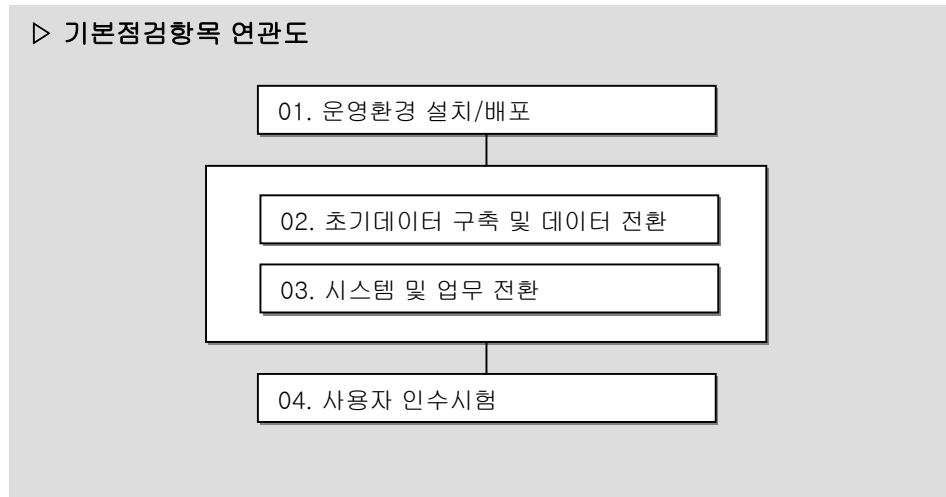 ▷ 기본점검항목 연관도
01. 운영환경 설치/배포
02. 초기데이터 구축 및 데이터 전환
03. 시스템 및 업무 전환
04. 사용자 인수시험